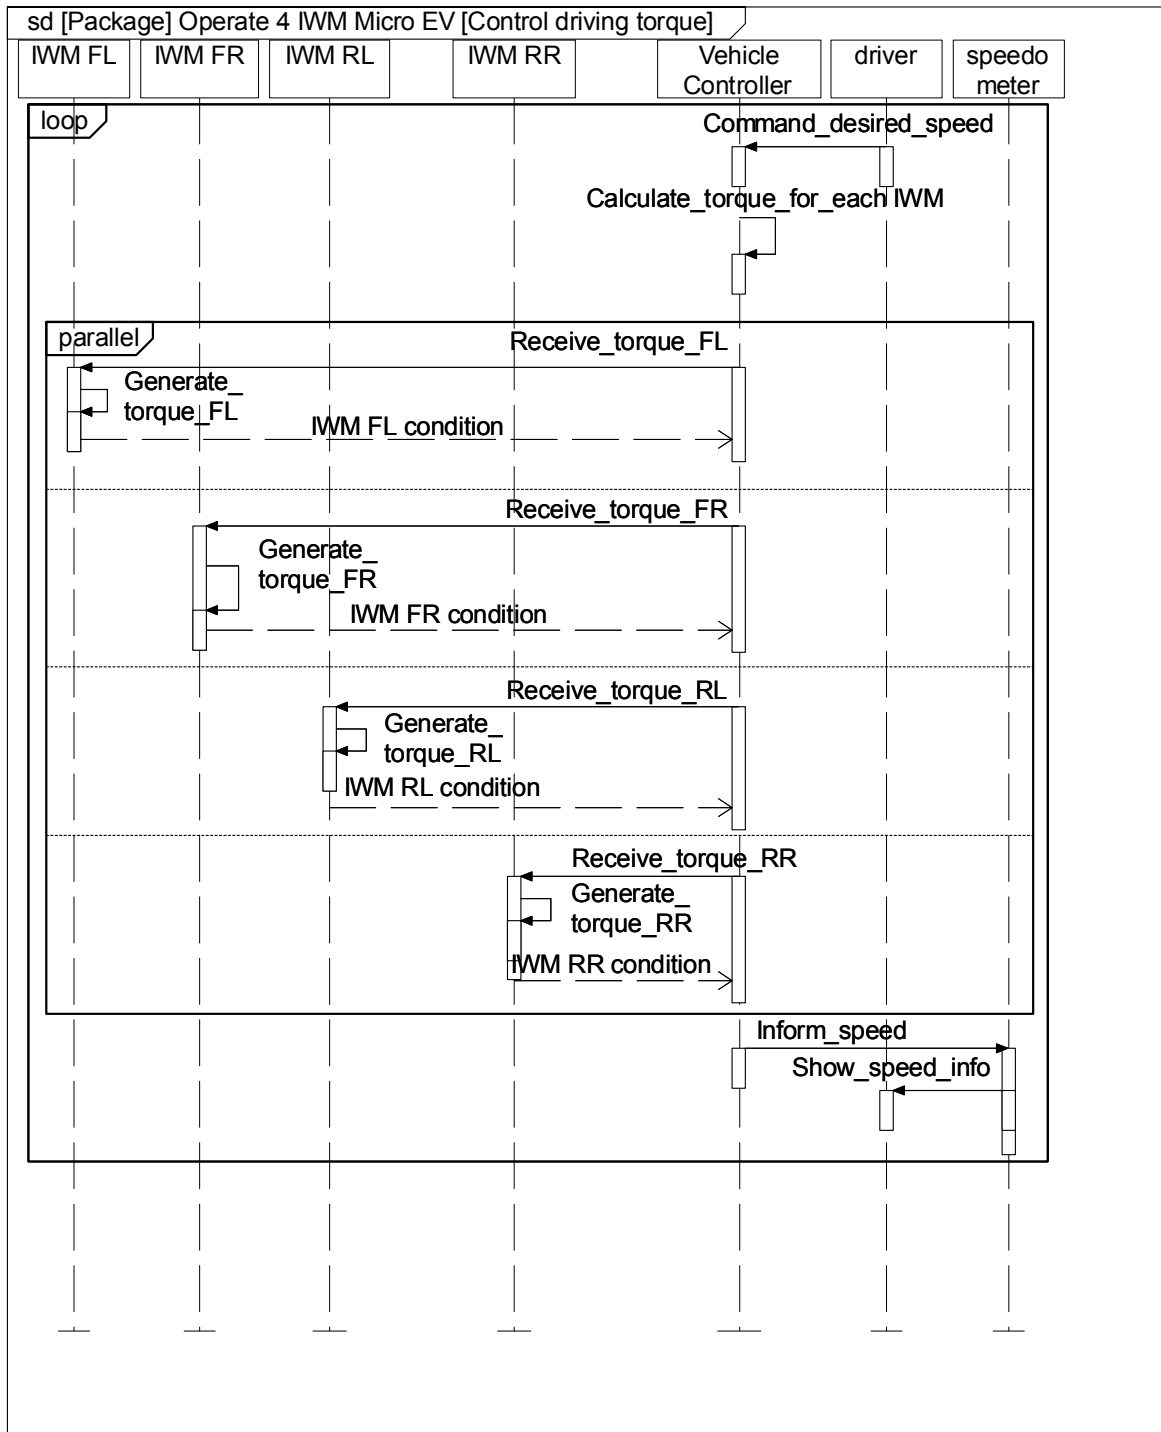 sd [Package] Operate 4 IWM Micro EV [Control driving torque]
IWM FL
IWM FR
IWM RL
IWM RR
Vehicle
Controller
driver
speedo
meter
loop
Command_desired_speed
Calculate_torque_for_each IWM
parallel
Receive_torque_FL
Generate_
torque_FL
IWM FL condition
Receive_torque_FR
Generate_
torque_FR
IWM FR condition
Receive_torque_RL
Generate_
torque_RL
IWM RL condition
Receive_torque_RR
Generate_
torque_RR
IWM RR condition
Inform_speed
Show_speed_info